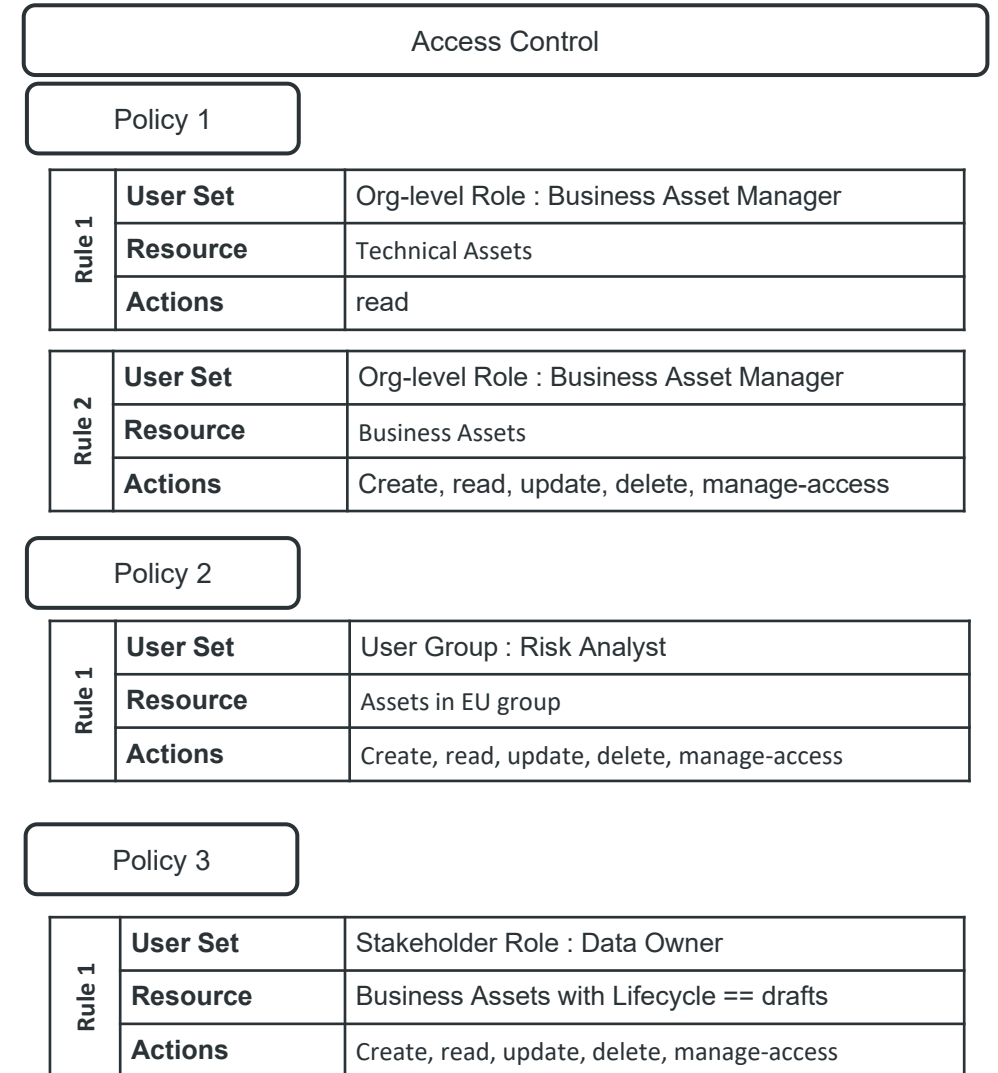 Access Control
Policy 1
Rule 1
User Set
Org-level Role : Business Asset Manager
Resource
Technical Assets
Actions
read
Rule 2
User Set
Org-level Role : Business Asset Manager
Resource
Business Assets
Actions
Create, read, update, delete, manage-access
Policy 2
Rule 1
User Set
User Group : Risk Analyst
Resource
Assets in EU group
Actions
Create, read, update, delete, manage-access
Policy 3
Rule 1
User Set
Stakeholder Role : Data Owner
Resource
Business Assets with Lifecycle == drafts
Actions
Create, read, update, delete, manage-access